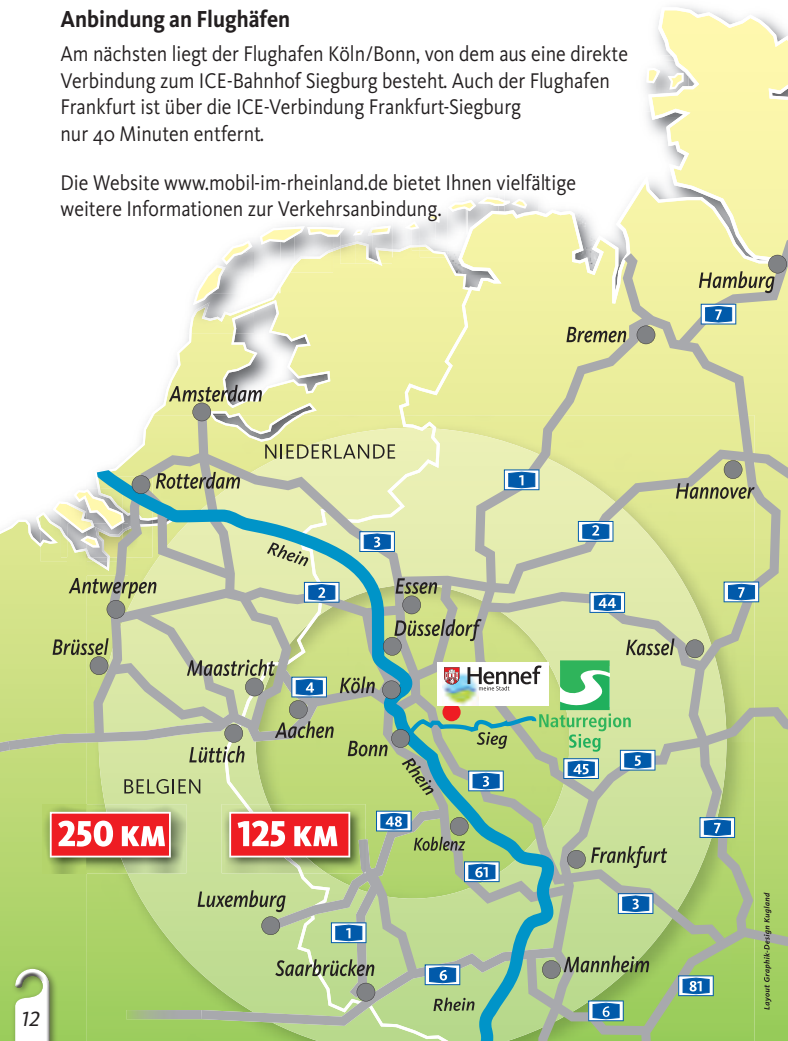 Anbindung an Flughäfen
Am nächsten liegt der Flughafen Köln/Bonn, von dem aus eine direkte
Verbindung zum ICE-Bahnhof Siegburg besteht. Auch der Flughafen
Frankfurt ist über die ICE-Verbindung Frankfurt-Siegburg
nur 40 Minuten entfernt.
Die Website www.mobil-im-rheinland.de bietet Ihnen vielfältige
weitere Informationen zur Verkehrsanbindung.
Hamburg
7
Bremen
Amsterdam
NIEDERLANDE
Rotterdam
1
Hannover
2
3
Rhein
Antwerpen
2
Essen
44
7
Düsseldorf
Brüssel
Kassel
Maastricht
4
Köln
Hennef
meine Stadt
Aachen
Naturregion
Sieg
Sieg
Bonn
Lüttich
Rhein
5
45
3
BELGIEN
250 KM
125 KM
48
7
Koblenz
Frankfurt
61
Luxemburg
3
1
Saarbrücken
6
Mannheim
81
Rhein
6
Layout Graphik-Design Kugland
12